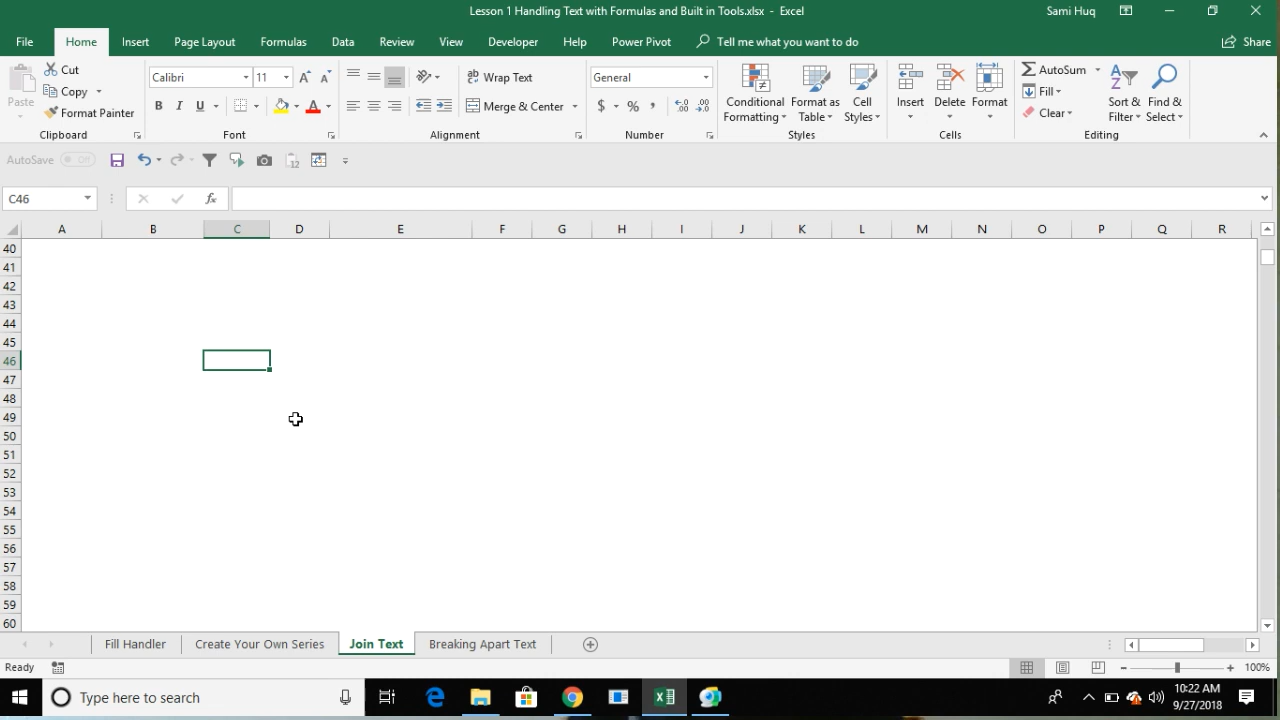 Lesson 1 Handling Text with Formulas and Built in Tools.xlsx - Excel
Sami Huq
File Home Insert Page Layout Formulas Data Review View Developer Help Power Pivot Tell me what you want to do Share
Paste
Cut
Copy
Format Painter
Calibri 11
B I U A
Wrap Text
Merge & Center
General
$ % ,
Conditional Formatting
Format as Table
Cell Styles
Insert Delete Format
AutoSum
Fill
Clear
Sort & Filter
Find & Select
Clipboard Font Alignment Number Styles Cells Editing
AutoSave Off
C46 fx
A B C D E F G H I J K L M N O P Q R
40
41
42
43
44
45
46
47
48
49
50
51
52
53
54
55
56
57
58
59
60
Fill Handler Create Your Own Series Join Text Breaking Apart Text
Ready 100%
Type here to search
10:22 AM
9/27/2018